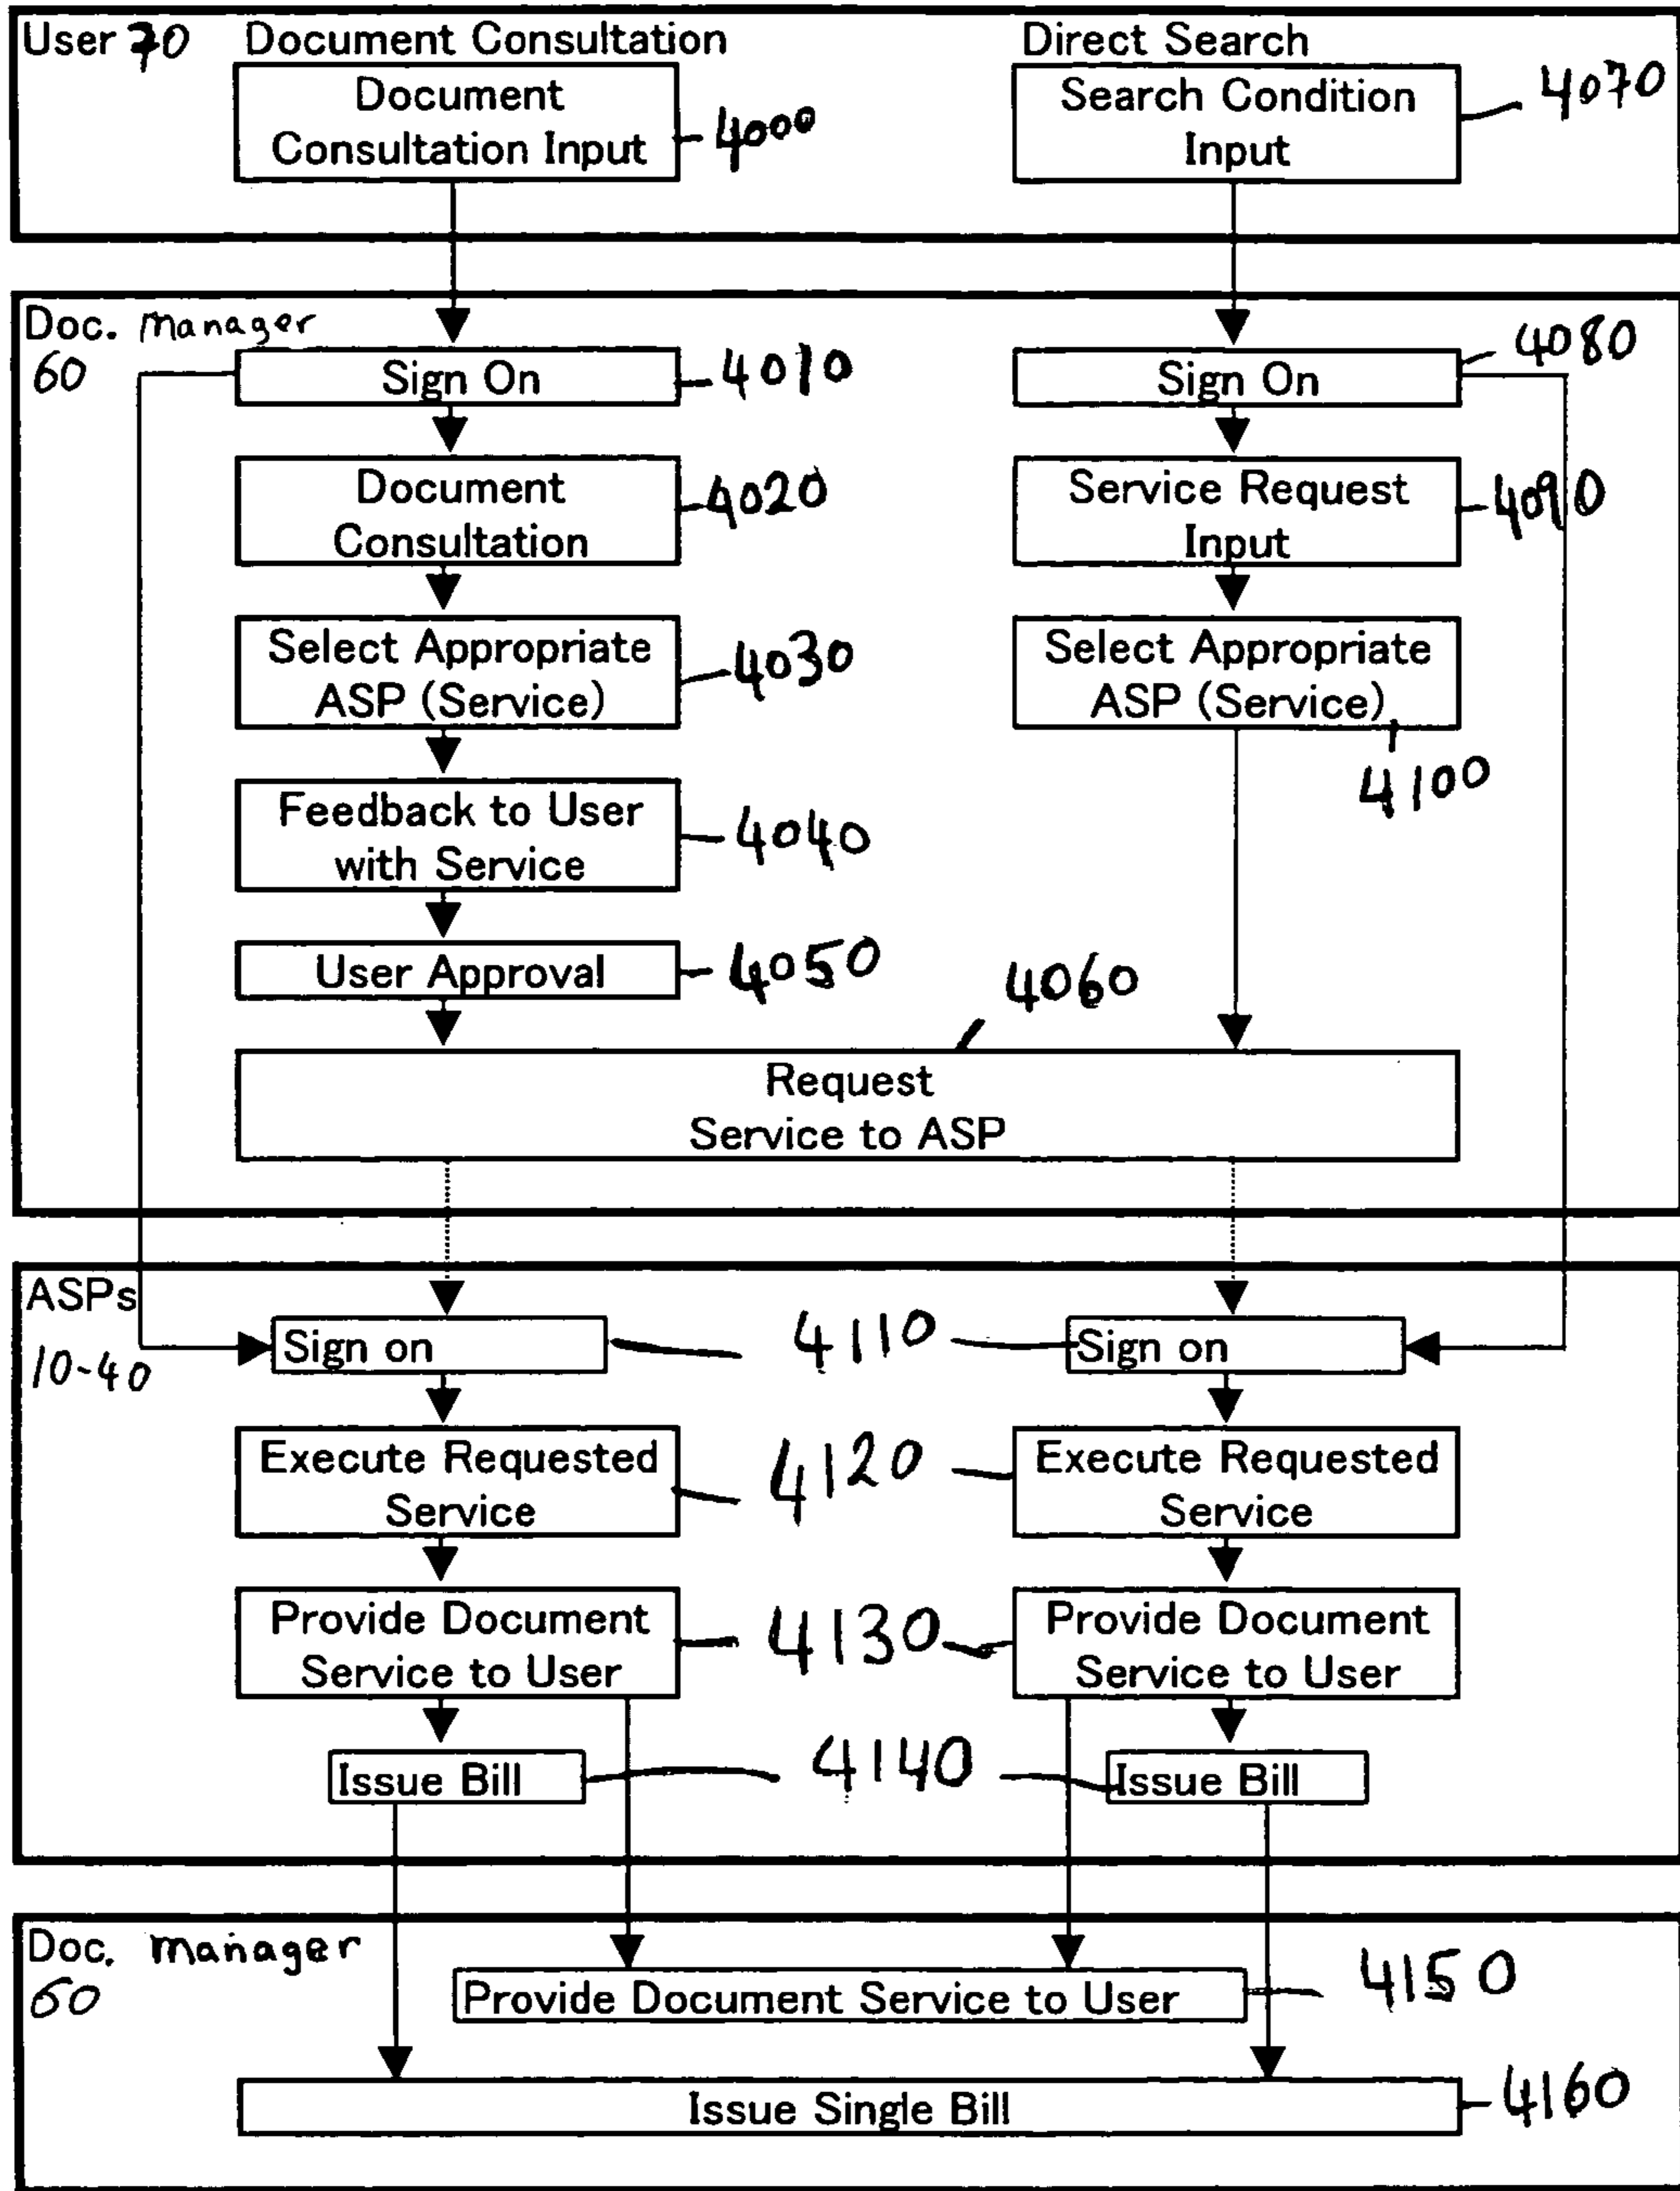 User 70 Document Consultation Direct Search
Document
Consultation Input
4000
Search Condition
Input
4070
Doc. Manager
60
Sign On
4010
Sign On
4080
Document
Consultation
4020
Service Request
Input
4090
Select Appropriate
ASP (Service)
4030
Select Appropriate
ASP (Service)
4100
Feedback to User
with Service
4040
User Approval
4050
4060
Request
Service to ASP
ASPs
10-40
Sign on
4110
Sign on
Execute Requested
Service
4120
Execute Requested
Service
Provide Document
Service to User
4130
Provide Document
Service to User
Issue Bill
4140
Issue Bill
Doc. manager
60
Provide Document Service to User
4150
Issue Single Bill
4160